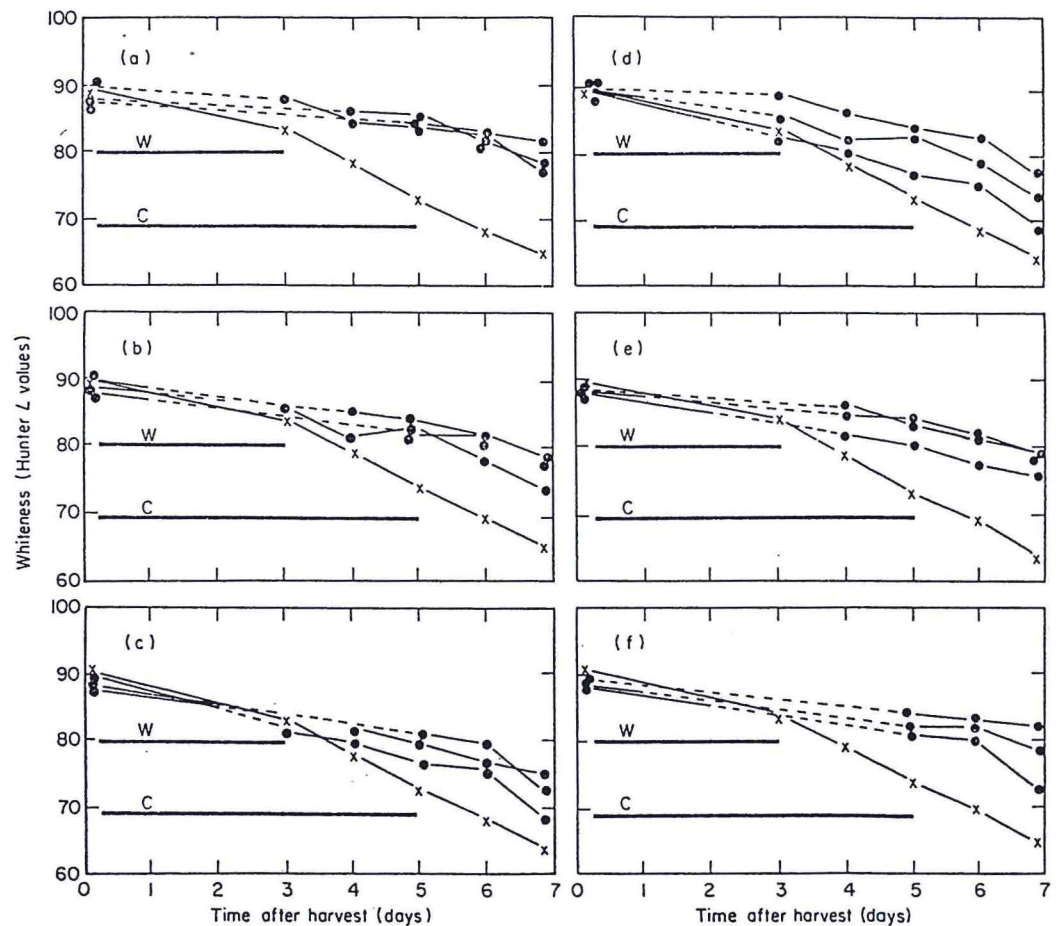 Whiteness (Hunter L values)
100
90
80
70
60
(a)
W
C
(d)
W
C
100
90
80
70
60
(b)
W
C
(e)
W
C
100
90
80
70
60
(c)
W
C
(f)
W
C
0 1 2 3 4 5 6 7
Time after harvest (days)
0 1 2 3 4 5 6 7
Time after harvest (days)